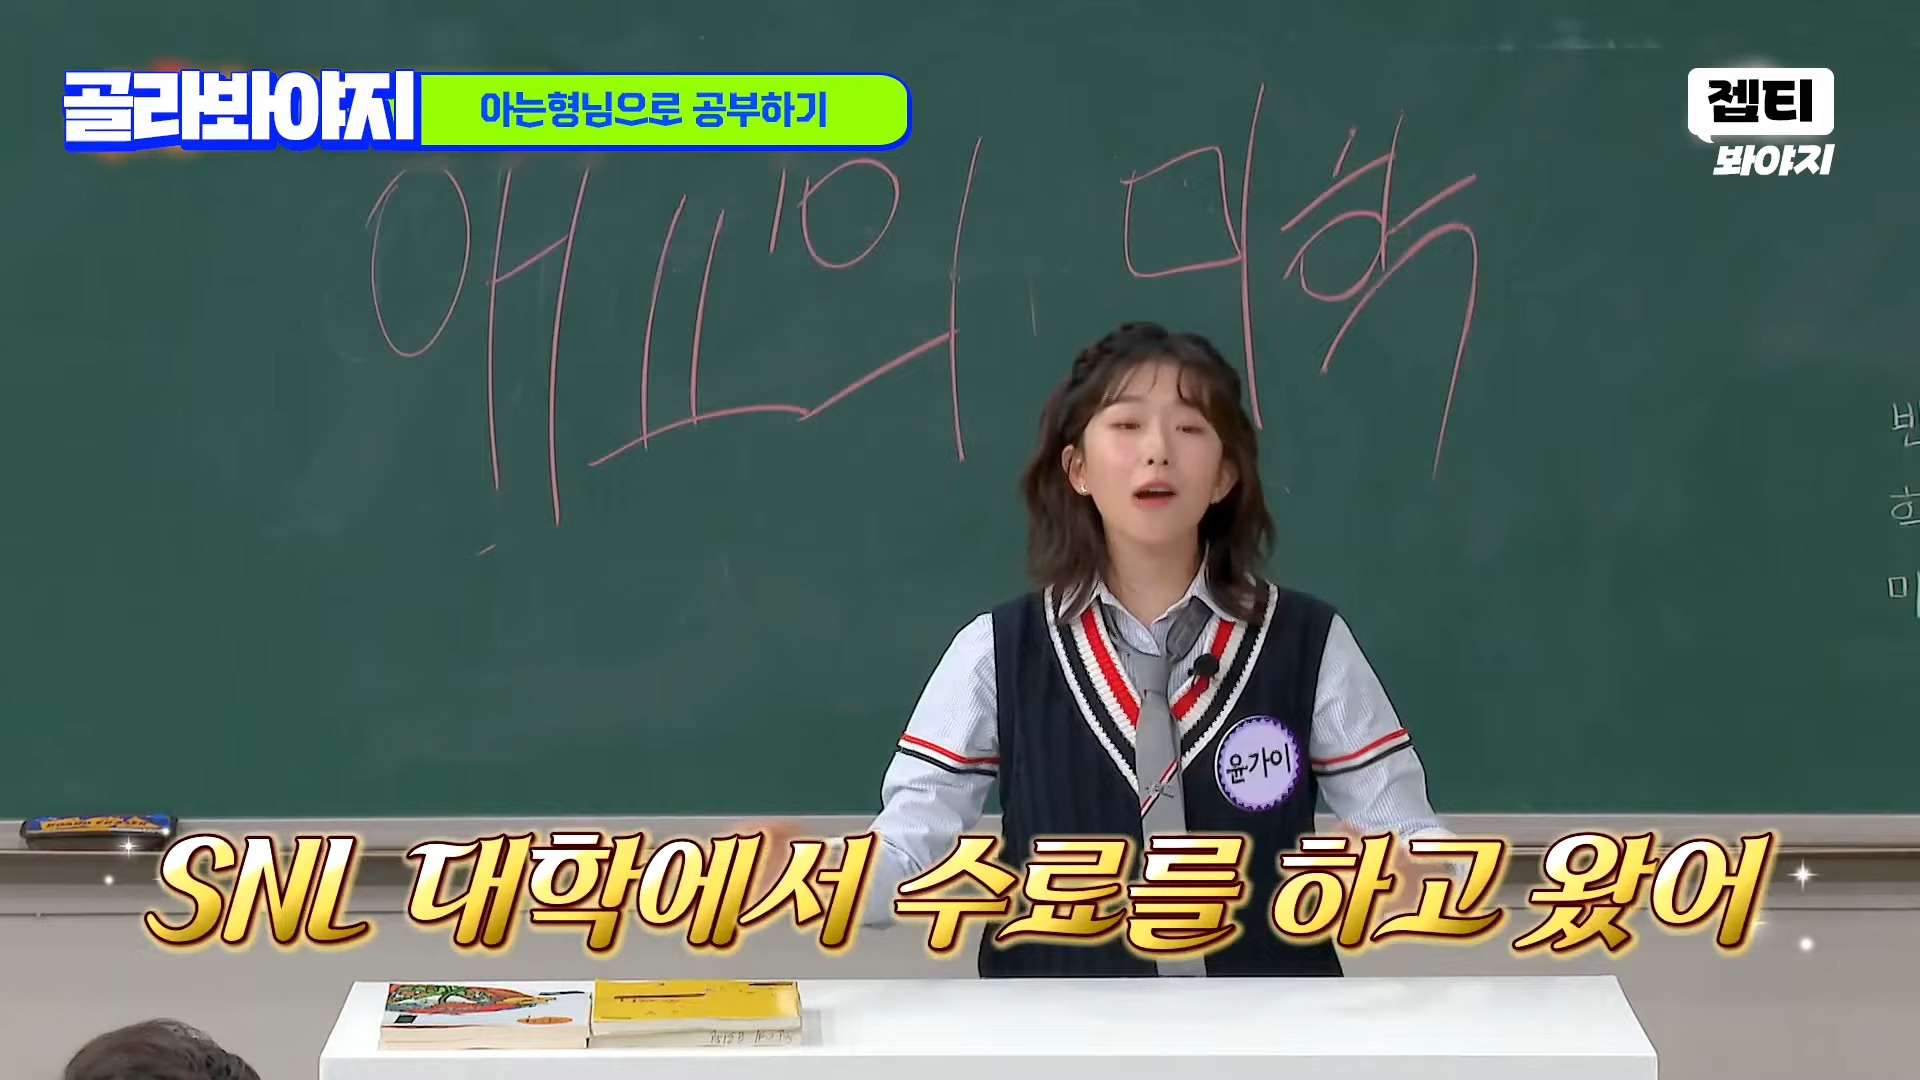 골라봐야지 아는형님으로 공부하기
젭티
봐야지
애교의 미학
윤가이
SNL 대학에서 수료를 하고 왔어